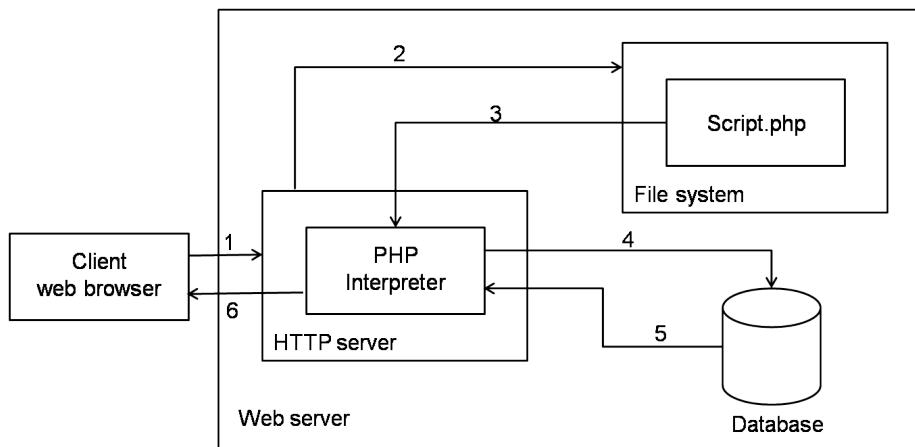 2
3
Script.php
File system
1
Client
web browser
6
PHP
Interpreter
HTTP server
4
5
Web server
Database